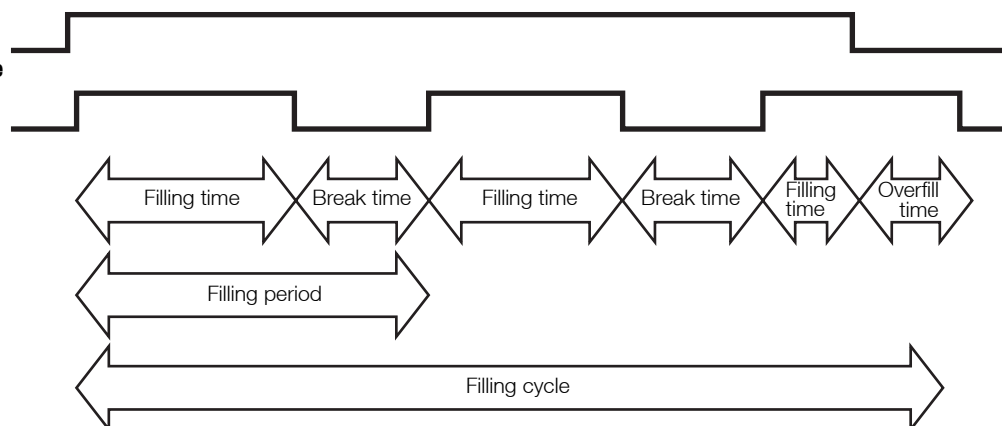 e
Filling time
Break time
Filling time
Break time
Filling
time
Overfill
time
Filling period
Filling cycle